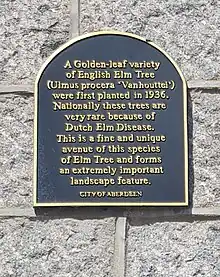 A Golden-leaf variety
of English Elm Tree
(Ulmus procera 'Vanhouttei')
were first planted in 1936.
Nationally these trees are
very rare because of
Dutch Elm Disease.
This is a fine and unique
avenue of this species
of Elm Tree and forms
an extremely important
landscape feature.
CITY OF ABERDEEN